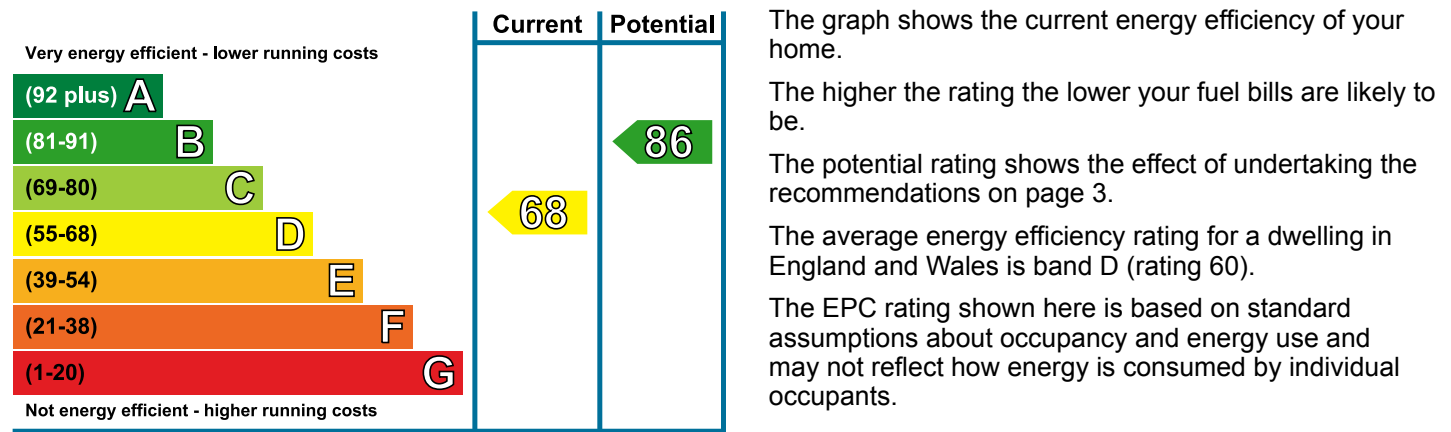 Current Potential
Very energy efficient - lower running costs
(92 plus) A
(81-91) B
86
(69-80) C
68
(55-68) D
(39-54) E
(21-38) F
(1-20) G
Not energy efficient - higher running costs
The graph shows the current energy efficiency of your
home.
The higher the rating the lower your fuel bills are likely to
be.
The potential rating shows the effect of undertaking the
recommendations on page 3.
The average energy efficiency rating for a dwelling in
England and Wales is band D (rating 60).
The EPC rating shown here is based on standard
assumptions about occupancy and energy use and
may not reflect how energy is consumed by individual
occupants.